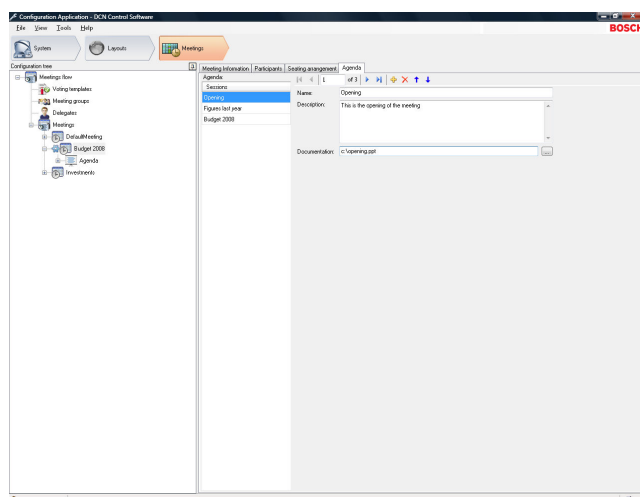 Configuration Application - DCN Control Software
File View Tools Help
BOSCH
System
Layouts
Meetings
Configuration tree
Meetings flow
Voting templates
Meeting groups
Delegates
Meetings
DefaultMeeting
Budget 2008
Agenda
Investments
Meeting Information Participants Seating arrangement Agenda
Agenda:
Sessions
Opening
Figures last year
Budget 2008
1 of 3
Name: Opening
Description: This is the opening of the meeting
Documentation: c:\opening.ppt
...